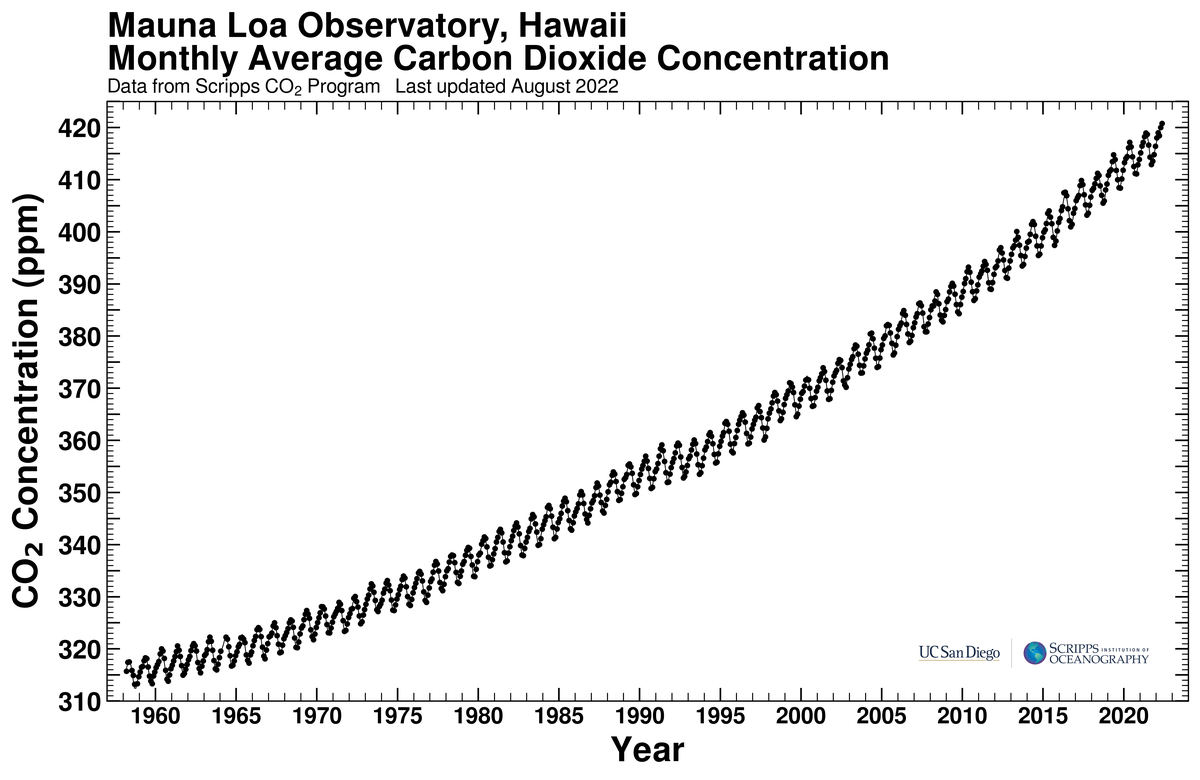 Mauna Loa Observatory, Hawaii
Monthly Average Carbon Dioxide Concentration
Data from Scripps CO₂ Program Last updated August 2022
CO₂ Concentration (ppm)
420
410
400
390
380
370
360
350
340
330
320
310
UC San Diego
SCRIPPS INSTITUTION OF
OCEANOGRAPHY
1960 1965 1970 1975 1980 1985 1990 1995 2000 2005 2010 2015 2020
Year